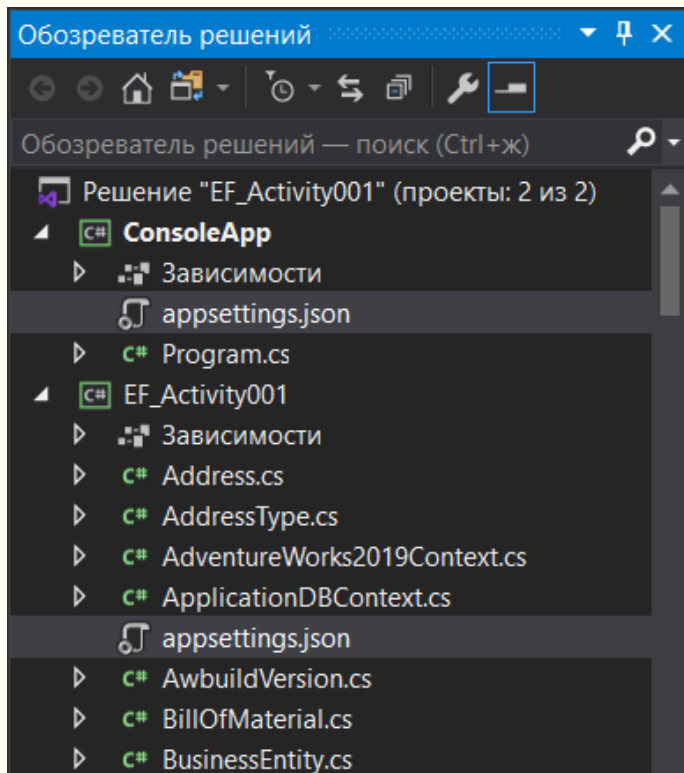 Обозреватель решений
Обозреватель решений — поиск (Ctrl+ж)
Решение "EF_Activity001" (проекты: 2 из 2)
C# ConsoleApp
Зависимости
appsettings.json
C# Program.cs
C# EF_Activity001
Зависимости
C# Address.cs
C# AddressType.cs
C# AdventureWorks2019Context.cs
C# ApplicationDBContext.cs
appsettings.json
C# AwbuildVersion.cs
C# BillOfMaterial.cs
C# BusinessEntity.cs